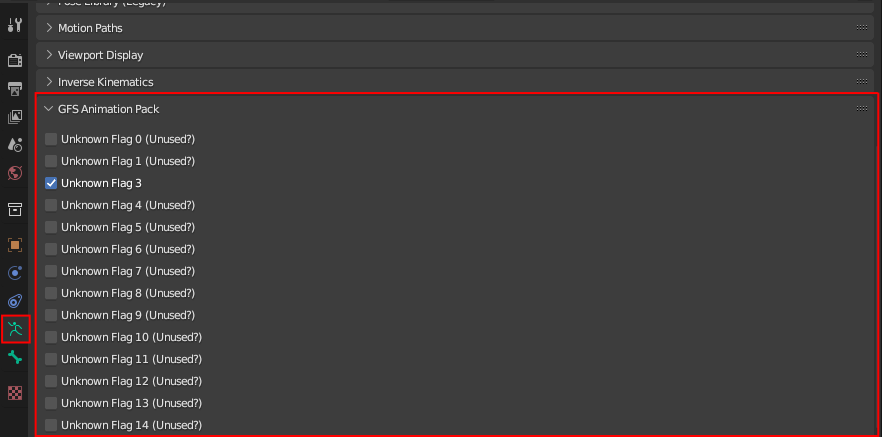 Pose Library (Legacy)
Motion Paths
Viewport Display
Inverse Kinematics
GFS Animation Pack
Unknown Flag 0 (Unused?)
Unknown Flag 1 (Unused?)
Unknown Flag 3
Unknown Flag 4 (Unused?)
Unknown Flag 5 (Unused?)
Unknown Flag 6 (Unused?)
Unknown Flag 7 (Unused?)
Unknown Flag 8 (Unused?)
Unknown Flag 9 (Unused?)
Unknown Flag 10 (Unused?)
Unknown Flag 11 (Unused?)
Unknown Flag 12 (Unused?)
Unknown Flag 13 (Unused?)
Unknown Flag 14 (Unused?)